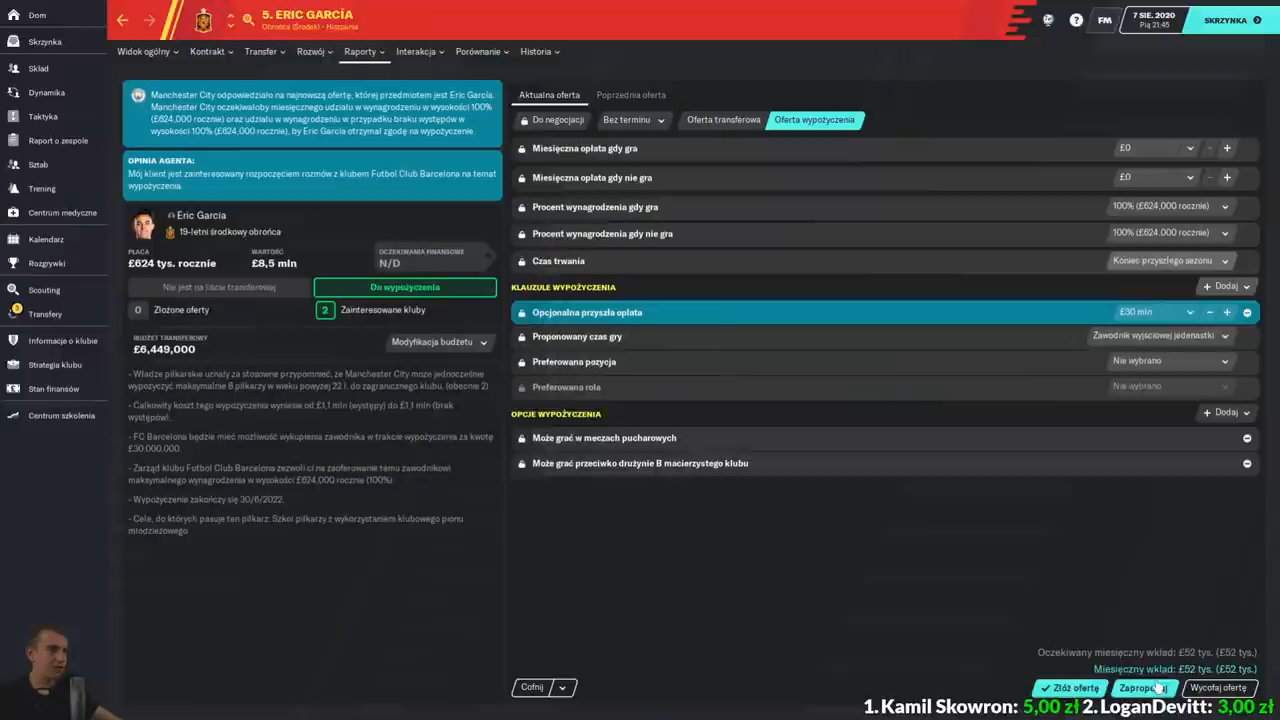 Dom
Skrzynka
Skład
Dynamika
Taktyka
Raport o zespole
Sztab
Trening
Centrum medyczne
Kalendarz
Rozgrywki
Scouting
Transfery
Informacja o klubie
Strategia klubu
Stan finansów
Centrum szkolenia
5. ERIC GARCÍA
Obrońca (Środek) - Hiszpania
FM
7 SIE. 2020
Pią 21:45
SKRZYNKA
Widok ogólny
Kontrakt
Transfer
Rozwój
Raporty
Interakcja
Porównanie
Historia
Manchester City odpowiedziało na najnowszą ofertę, której przedmiotem jest Eric García.
Manchester City oczekiwałoby miesięcznego udziału w wynagrodzeniu w wysokości 100%
(£624,000 rocznie) oraz udziału w wynagrodzeniu w przypadku braku występów w
wysokości 100% (£624,000 rocznie), by Eric García otrzymał zgodę na wypożyczenie.
OPINIA AGENTA:
Mój klient jest zainteresowany rozpoczęciem rozmów z klubem Futbol Club Barcelona na temat
wypożyczenia.
Eric García
19-letni środkowy obrońca
PŁACA
£624 tys. rocznie
WARTOŚĆ
£8,5 mln
OCZEKIWANIA FINANSOWE
N/D
Nie jest na liście transferowej
Do wypożyczenia
0 Złożone oferty
2 Zainteresowane kluby
BUDŻET TRANSFEROWY
£6,449,000
Modyfikacja budżetu
- Władze piłkarskie uznały za stosowne przypomnieć, że Manchester City może jednocześnie
wypożyczyć maksymalnie 8 piłkarzy w wieku powyżej 22 l. do zagranicznego klubu. (obecnie 2)
- Całkowity koszt tego wypożyczenia wyniesie od £1,1 mln (występy) do £1,1 mln (brak
występów).
- FC Barcelona będzie mieć możliwość wykupienia zawodnika w trakcie wypożyczenia za kwotę
£30,000,000.
- Zarząd klubu Futbol Club Barcelona zezwolił ci na zaoferowanie temu zawodnikowi
maksymalnego wynagrodzenia w wysokości £624,000 rocznie (100%)
- Wypożyczenie zakończy się 30/6/2022.
- Cele, do których pasuje ten piłkarz: Szkol piłkarzy z wykorzystaniem klubowego pionu
młodzieżowego
Aktualna oferta
Poprzednia oferta
Do negocjacji
Bez terminu
Oferta transferowa
Oferta wypożyczenia
Miesięczna opłata gdy gra £0
Miesięczna opłata gdy nie gra £0
Procent wynagrodzenia gdy gra 100% (£624,000 rocznie)
Procent wynagrodzenia gdy nie gra 100% (£624,000 rocznie)
Czas trwania Koniec przyszłego sezonu
KLAUZULE WYPOŻYCZENIA + Dodaj
Opcjonalna przyszła opłata £30 mln
Proponowany czas gry Zawodnik wyjściowej jedenastki
Preferowana pozycja Nie wybrano
Preferowana rola Nie wybrano
OPCJE WYPOŻYCZENIA + Dodaj
Może grać w meczach pucharowych
Może grać przeciwko drużynie B macierzystego klubu
Oczekiwany miesięczny wkład: £52 tys. (£52 tys.)
Miesięczny wkład: £52 tys. (£52 tys.)
Cofnij
Złóż ofertę
Zaproponuj
Wycofaj ofertę
1. Kamil Skowron: 5,00 zł 2. LoganDevitt: 3,00 zł